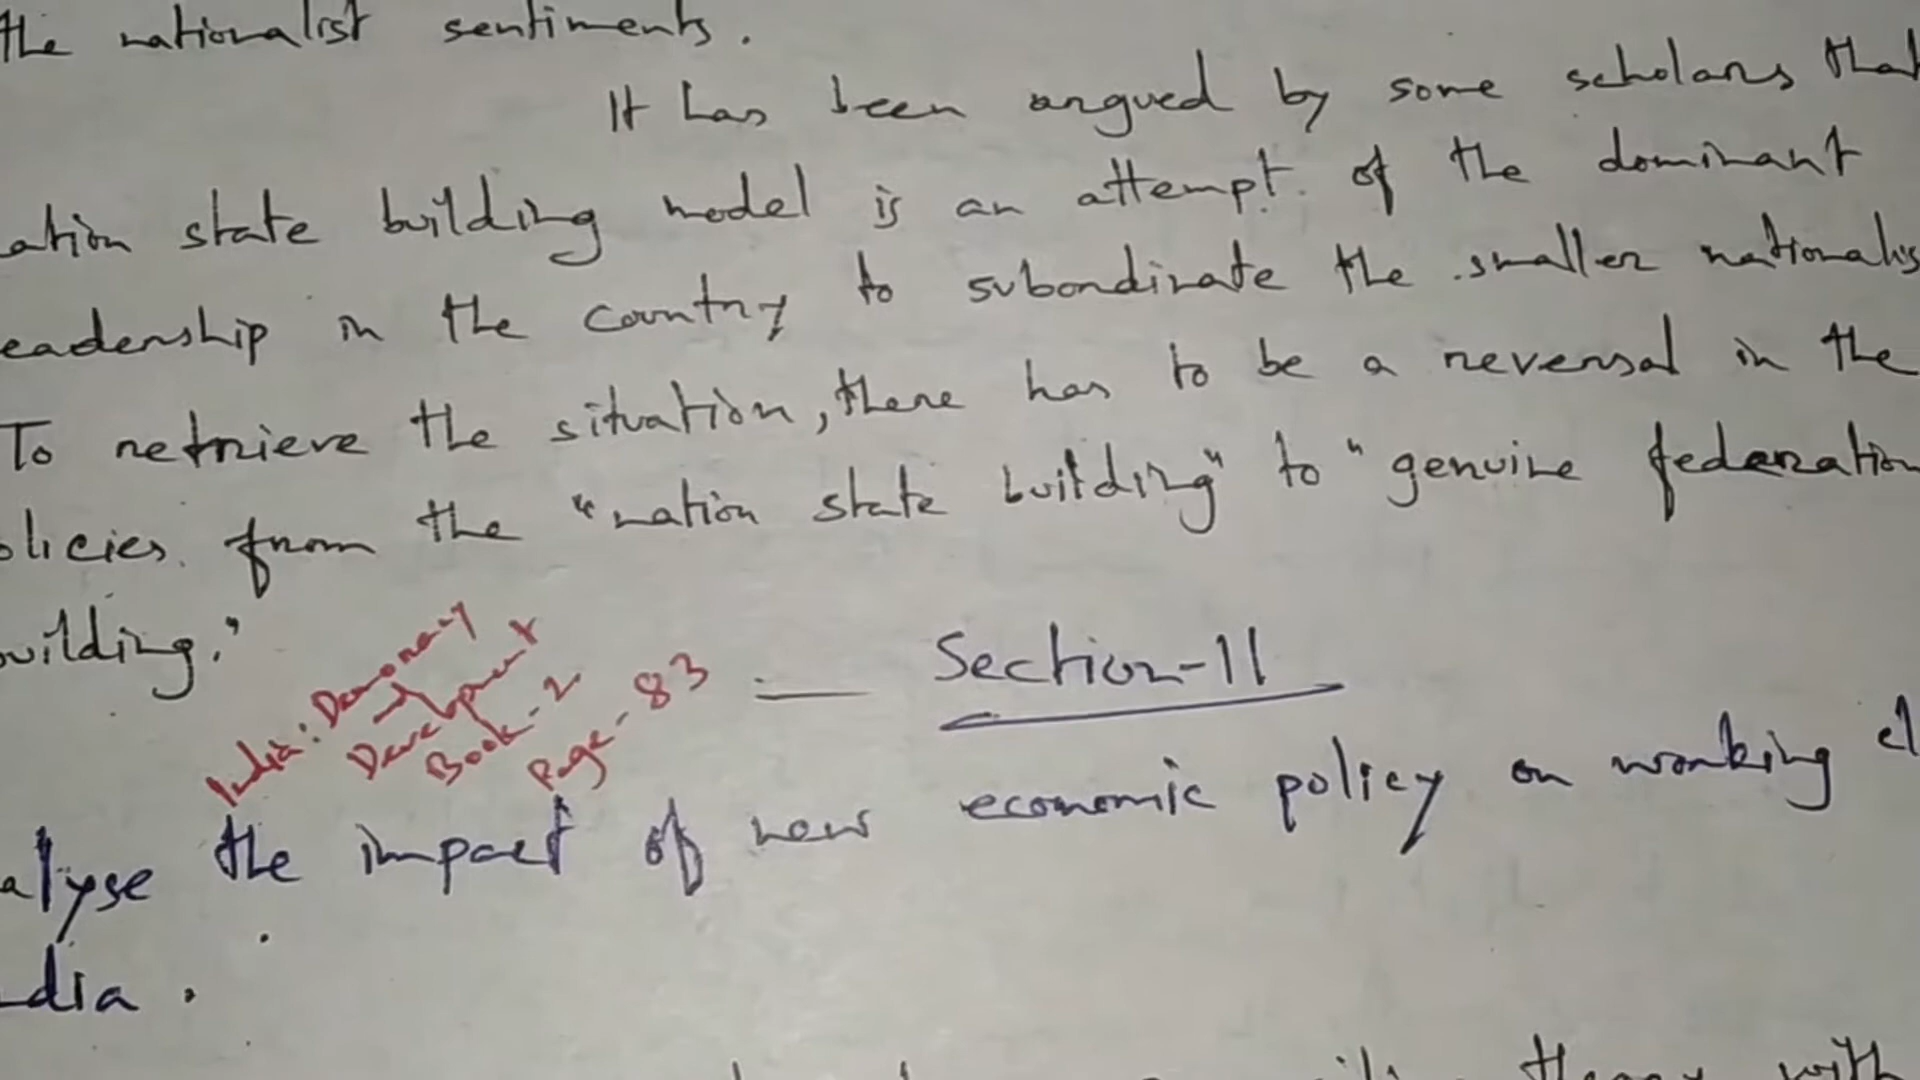 the nationalist sentiments.
It has been argued by some scholars that
ation state building model is an attempt of the dominant
eadership in the country to subordinate the smaller nationalis
To retrieve the situation, there has to be a reversal in the
olicies from the "nation state building" to "genuine federation
uilding."
India: Democracy
Development
Book-2
Page-83
Section-II
alyse the impact of new economic policy on working cl
dia.
with